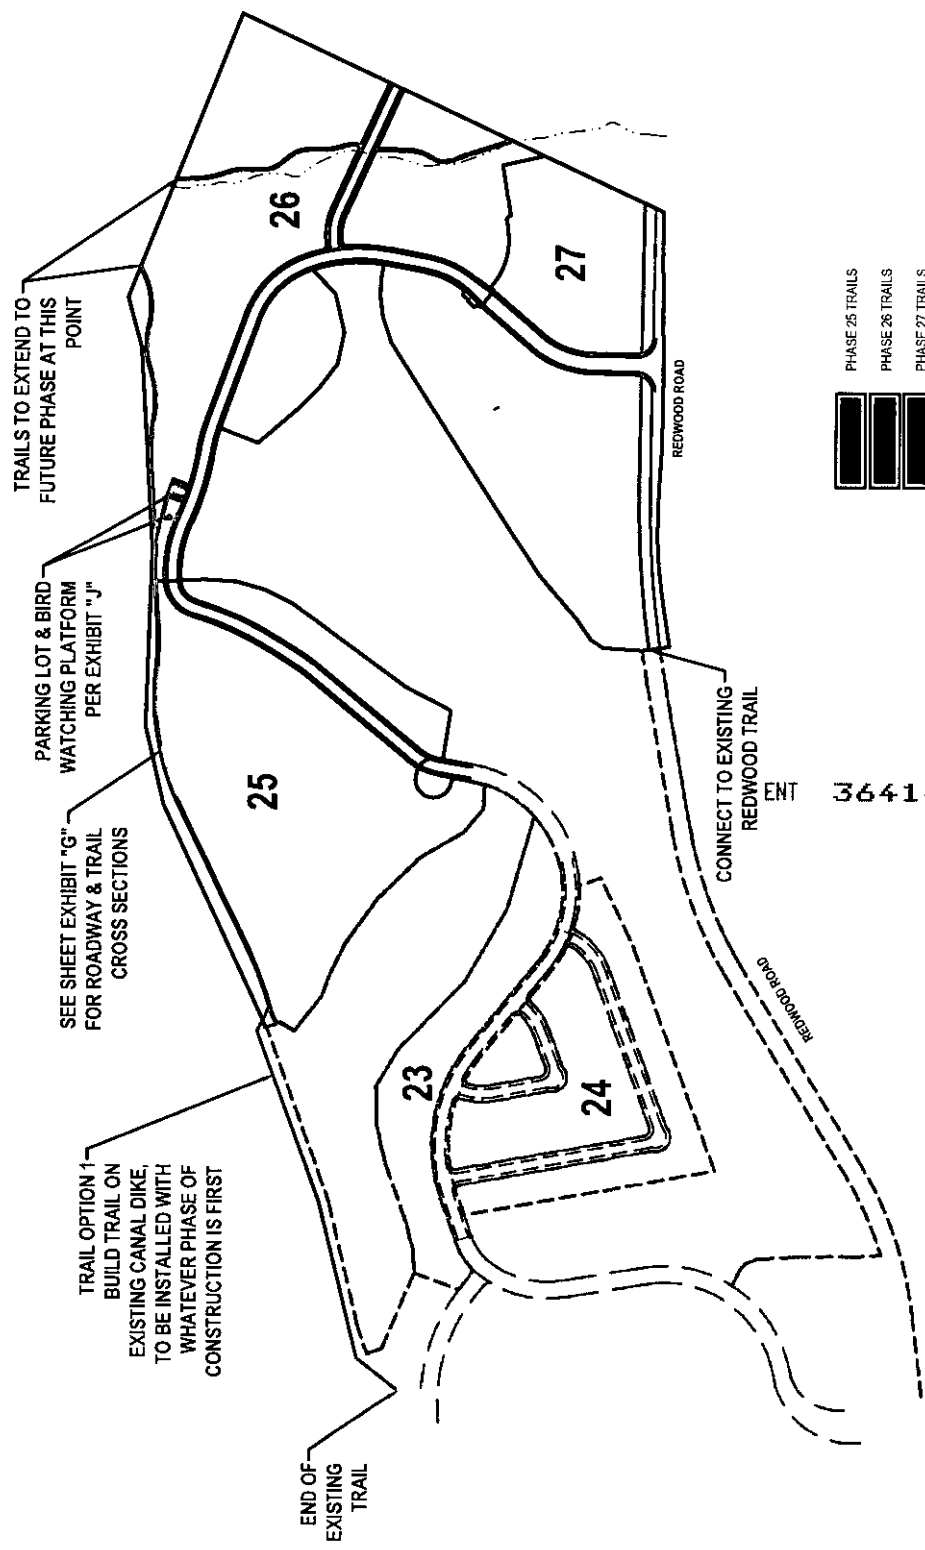 TRAILS TO EXTEND TO
FUTURE PHASE AT THIS
POINT
PARKING LOT & BIRD
WATCHING PLATFORM
PER EXHIBIT "J"
SEE SHEET EXHIBIT "G"
FOR ROADWAY & TRAIL
CROSS SECTIONS
TRAIL OPTION 1
BUILD TRAIL ON
EXISTING CANAL DIKE,
TO BE INSTALLED WITH
WHATEVER PHASE OF
CONSTRUCTION IS FIRST
END OF
EXISTING
TRAIL
26
27
25
23
24
REDWOOD ROAD
CONNECT TO EXISTING
REDWOOD TRAIL
REDWOOD ROAD
PHASE 25 TRAILS
PHASE 26 TRAILS
PHASE 27 TRAILS
ENT 3641